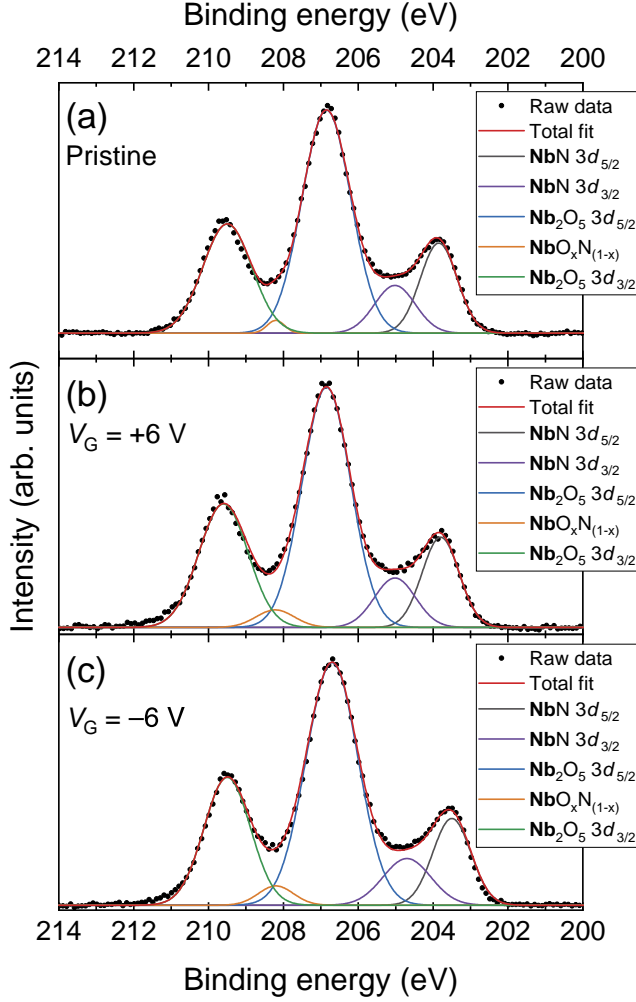 Binding energy (eV)
214 212 210 208 206 204 202 200
(a)
Pristine
Raw data
Total fit
NbN 3d5/2
NbN 3d3/2
Nb2O5 3d5/2
NbOxN(1-x)
Nb2O5 3d3/2
Intensity (arb. units)
(b)
VG = +6 V
Raw data
Total fit
NbN 3d5/2
NbN 3d3/2
Nb2O5 3d5/2
NbOxN(1-x)
Nb2O5 3d3/2
(c)
VG = −6 V
Raw data
Total fit
NbN 3d5/2
NbN 3d3/2
Nb2O5 3d5/2
NbOxN(1-x)
Nb2O5 3d3/2
214 212 210 208 206 204 202 200
Binding energy (eV)